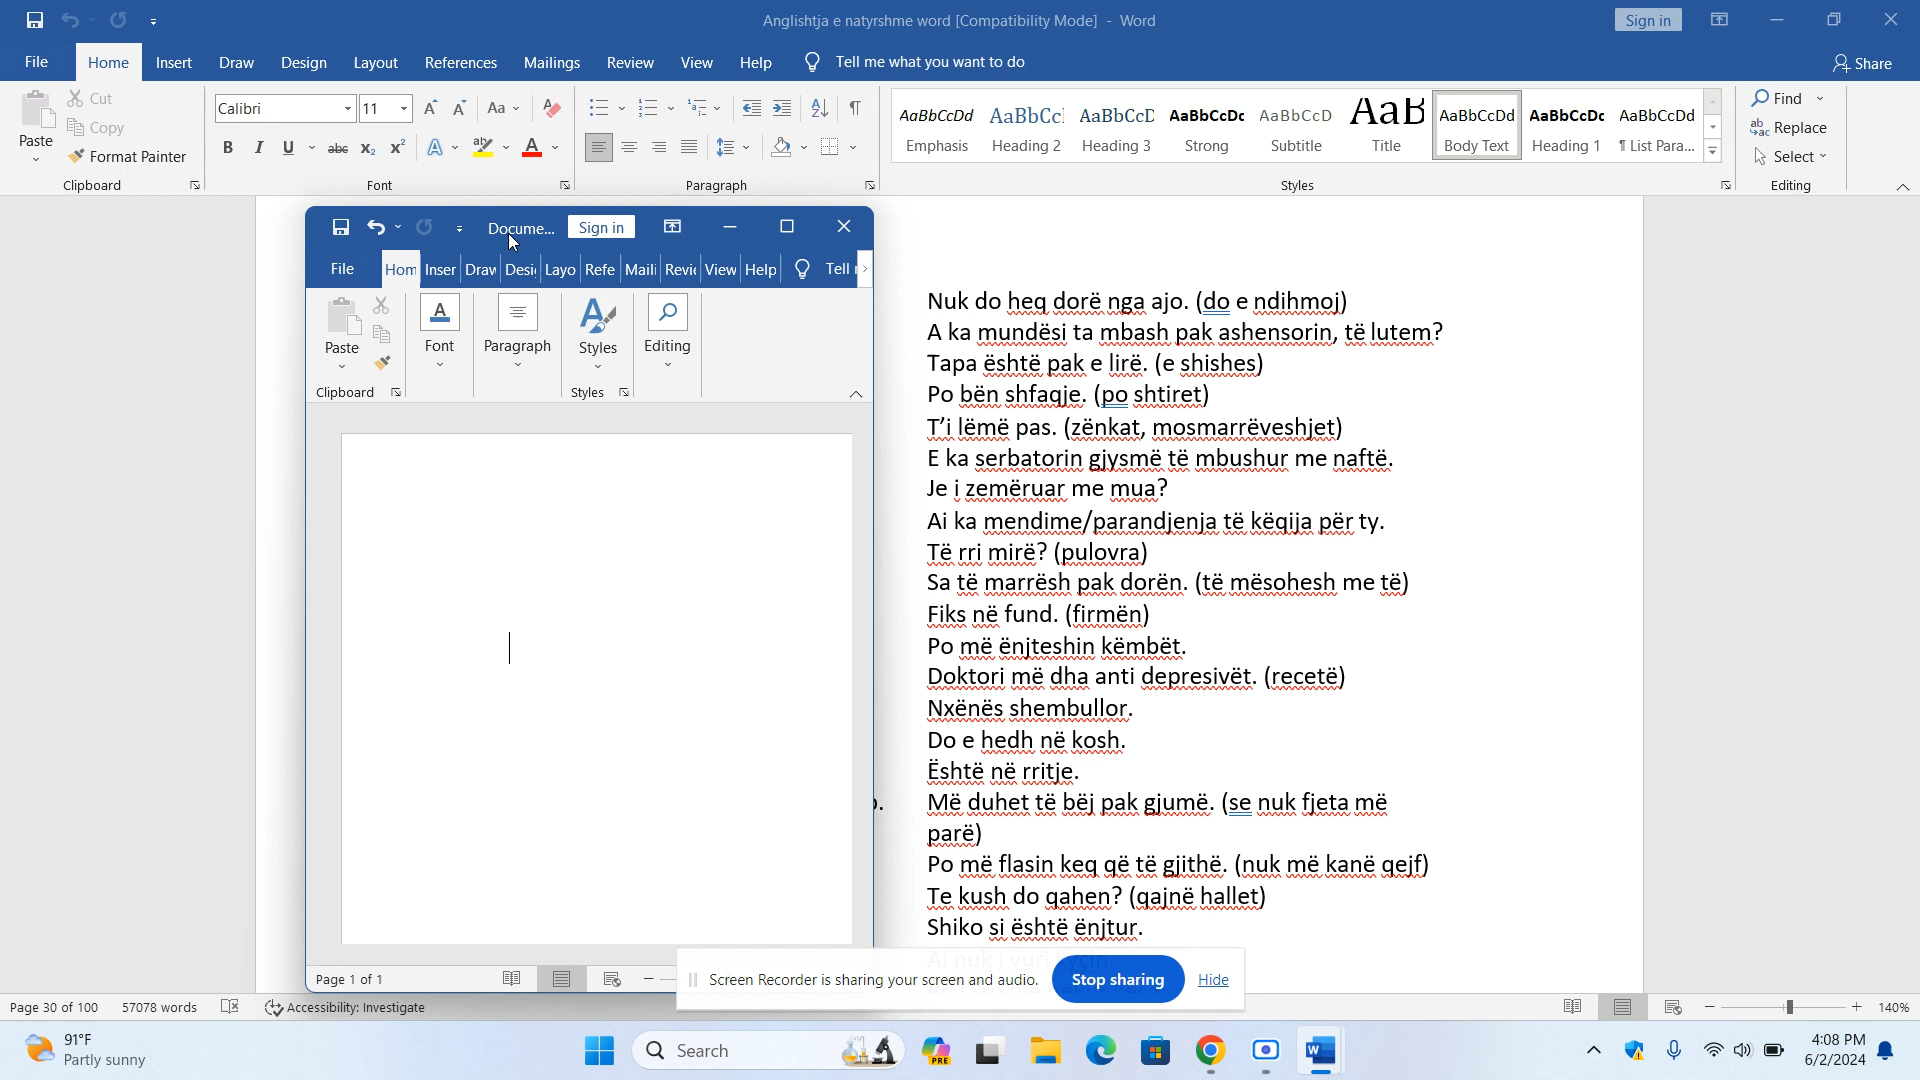 Anglishtja e natyrshme word [Compatibility Mode] - Word
Sign in
File Home Insert Draw Design Layout References Mailings Review View Help Tell me what you want to do Share
Paste Cut Copy Format Painter
Clipboard
Calibri 11
Font
Paragraph
AaBbCcDd AaBbCc AaBbCcD AaBbCcDc AaBbCcD AaB AaBbCcDd AaBbCcDc AaBbCcDd
Emphasis Heading 2 Heading 3 Strong Subtitle Title Body Text Heading 1 ¶ List Para...
Styles
Find
Replace
Select
Editing
Docume... Sign in
File Hom Inser Draw Desi Layo Refe Maili Revie View Help Tell
Paste Font Paragraph Styles Editing
Clipboard Styles
Page 1 of 1
Nuk do heq dorë nga ajo. (do e ndihmoj)
A ka mundësi ta mbash pak ashensorin, të lutem?
Tapa është pak e lirë. (e shishes)
Po bën shfaqje. (po shtiret)
T’i lëmë pas. (zënkat, mosmarrëveshjet)
E ka serbatorin gjysmë të mbushur me naftë.
Je i zemëruar me mua?
Ai ka mendime/parandjenja të këqija për ty.
Të rri mirë? (pulovra)
Sa të marrësh pak dorën. (të mësohesh me të)
Fiks në fund. (firmën)
Po më ënjteshin këmbët.
Doktori më dha anti depresivët. (recetë)
Nxënës shembullor.
Do e hedh në kosh.
Është në rritje.
Më duhet të bëj pak gjumë. (se nuk fjeta më
parë)
Po më flasin keq që të gjithë. (nuk më kanë qejf)
Te kush do qahen? (qajnë hallet)
Shiko si është ënjtur.
Ai nuk i vuri
Screen Recorder is sharing your screen and audio. Stop sharing Hide
Page 30 of 100 57078 words Accessibility: Investigate 140%
91°F
Partly sunny
Search
PRE
4:08 PM
6/2/2024